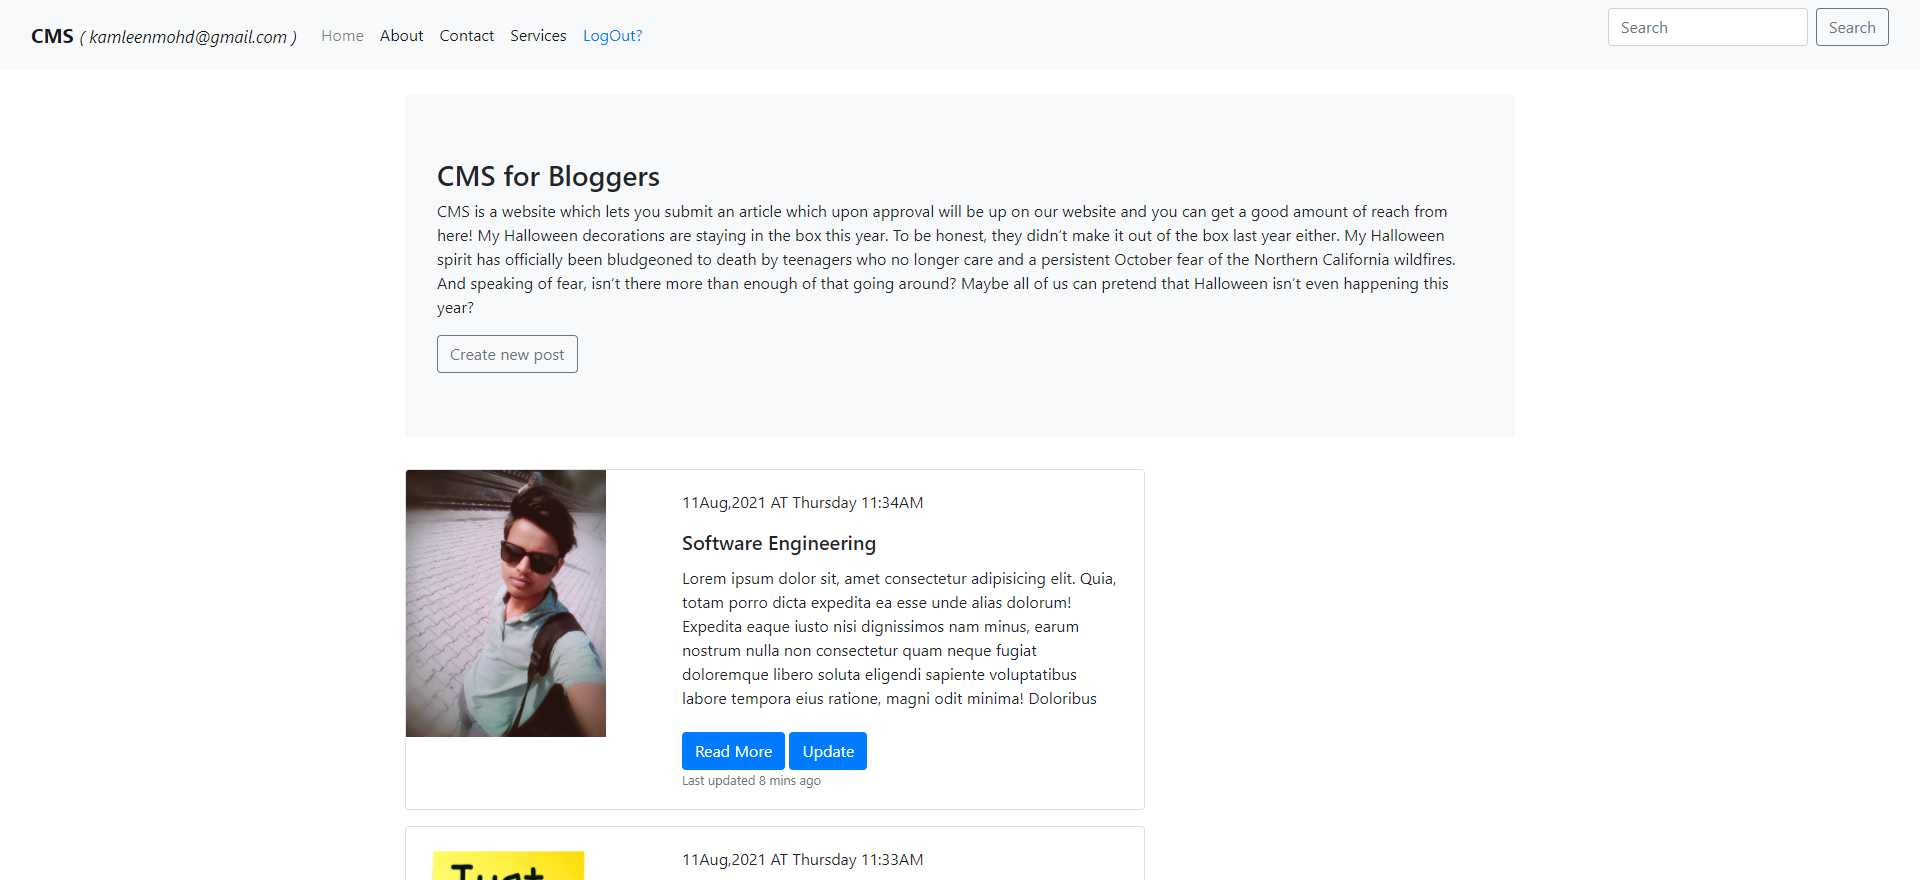 CMS ( kamleenmohd@gmail.com ) Home About Contact Services LogOut? Search Search
CMS for Bloggers
CMS is a website which lets you submit an article which upon approval will be up on our website and you can get a good amount of reach from
here! My Halloween decorations are staying in the box this year. To be honest, they didn’t make it out of the box last year either. My Halloween
spirit has officially been bludgeoned to death by teenagers who no longer care and a persistent October fear of the Northern California wildfires.
And speaking of fear, isn’t there more than enough of that going around? Maybe all of us can pretend that Halloween isn’t even happening this
year?
Create new post
11Aug,2021 AT Thursday 11:34AM
Software Engineering
Lorem ipsum dolor sit, amet consectetur adipisicing elit. Quia,
totam porro dicta expedita ea esse unde alias dolorum!
Expedita eaque iusto nisi dignissimos nam minus, earum
nostrum nulla non consectetur quam neque fugiat
doloremque libero soluta eligendi sapiente voluptatibus
labore tempora eius ratione, magni odit minima! Doloribus
Read More Update
Last updated 8 mins ago
Just
11Aug,2021 AT Thursday 11:33AM